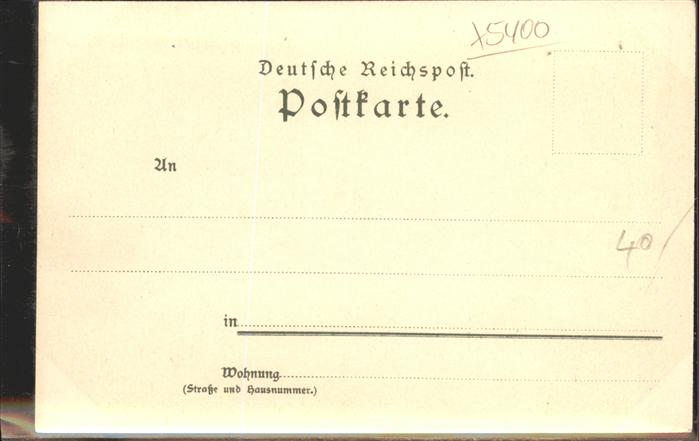 x5400
Deutsche Reichspost.
Postkarte.
An
40
in
Wohnung
(Straße und Hausnummer.)